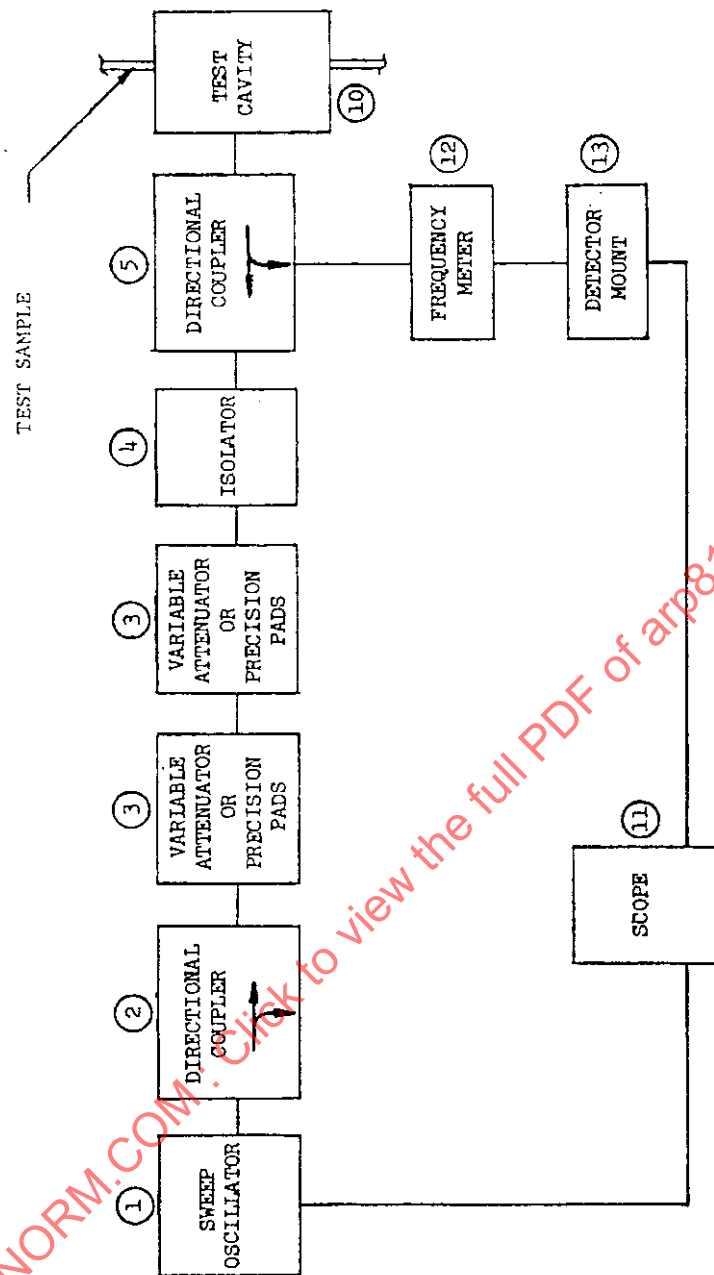 TEST SAMPLE
1
SWEEP
OSCILLATOR
2
DIRECTIONAL
COUPLER
3
VARIABLE
ATTENUATOR
OR
PRECISION
PADS
3
VARIABLE
ATTENUATOR
OR
PRECISION
PADS
4
ISOLATOR
5
DIRECTIONAL
COUPLER
TEST
CAVITY
10
12
FREQUENCY
METER
13
DETECTOR
MOUNT
11
SCOPE
NORM.COM : Click to view the full PDF of arp81